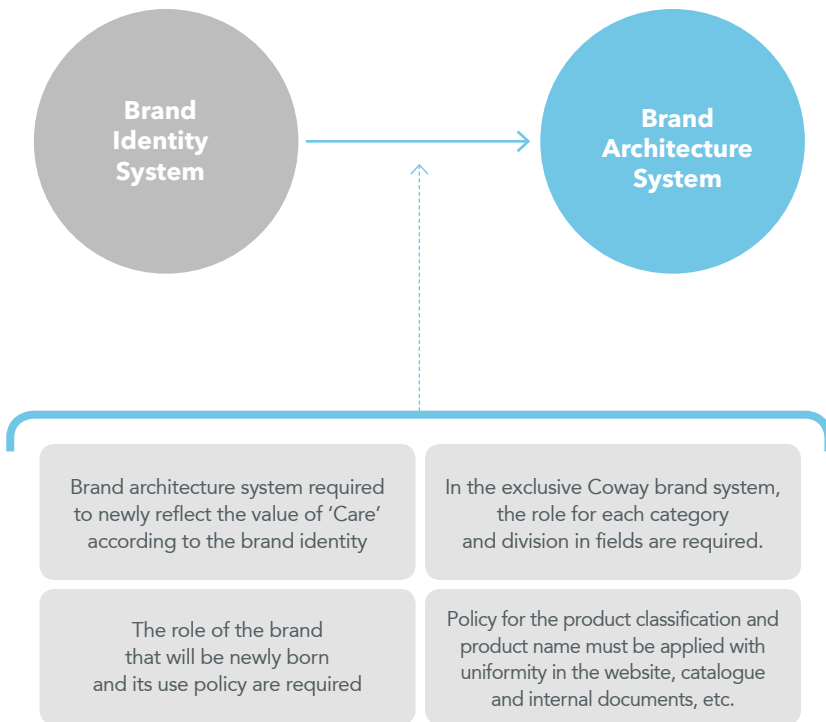 Brand
Identity
System
Brand
Architecture
System
Brand architecture system required
to newly reflect the value of ‘Care’
according to the brand identity
In the exclusive Coway brand system,
the role for each category
and division in fields are required.
The role of the brand
that will be newly born
and its use policy are required
Policy for the product classification and
product name must be applied with
uniformity in the website, catalogue
and internal documents, etc.